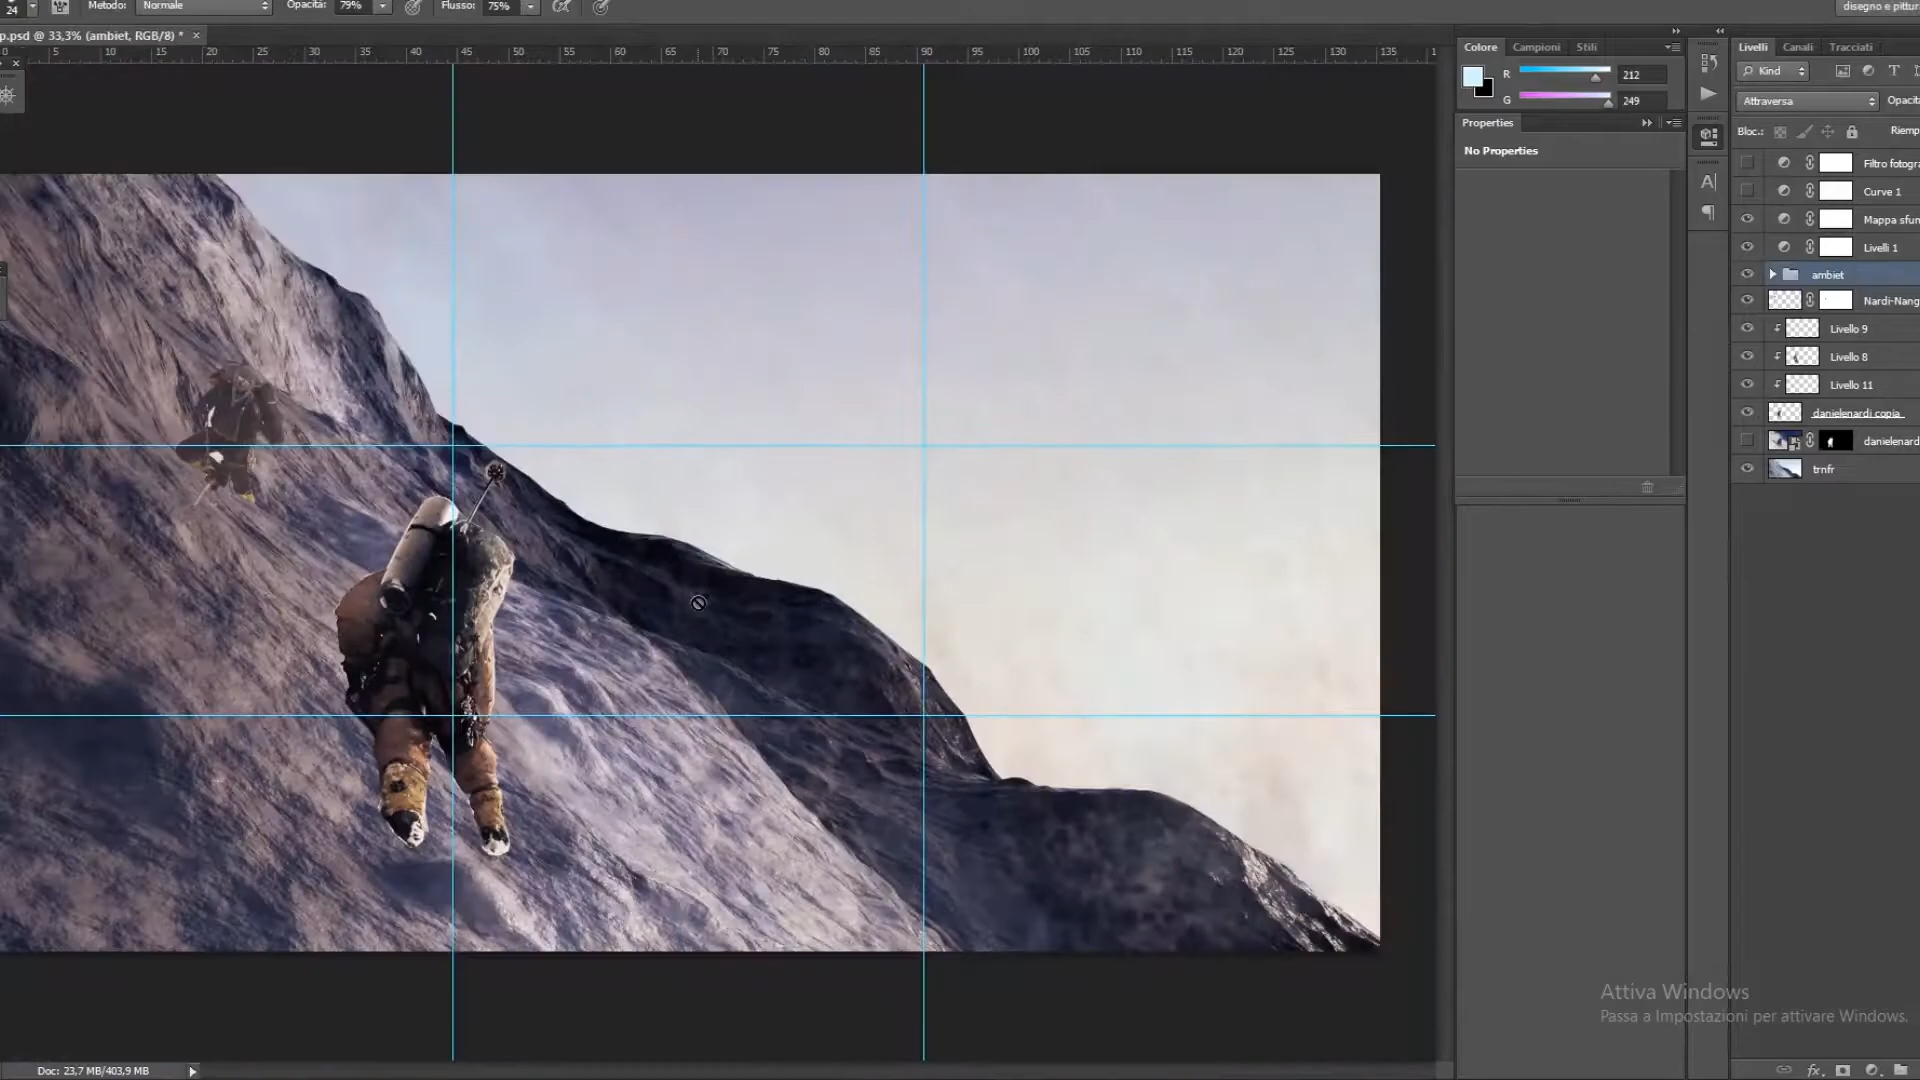 24 Metodo: Normale Opacità: 79% Flusso: 75% disegno e pittur
p.psd @ 33,3% (ambiet, RGB/8) * ×
0 5 10 15 20 25 30 35 40 45 50 55 60 65 70 75 80 85 90 95 100 105 110 115 120 125 130 135 1
Colore Campioni Stili
R 212
G 249
Properties
No Properties
Livelli Canali Tracciati
Kind
Attraversa Opacit
Bloc.: Riemp
Filtro fotogra
Curve 1
Mappa sfun
Livelli 1
ambiet
Nardi-Nang
Livello 9
Livello 8
Livello 11
danielenardi copia
danielenard
trnfr
Attiva Windows
Passa a Impostazioni per attivare Windows.
Doc: 23,7 MB/403,9 MB
fx